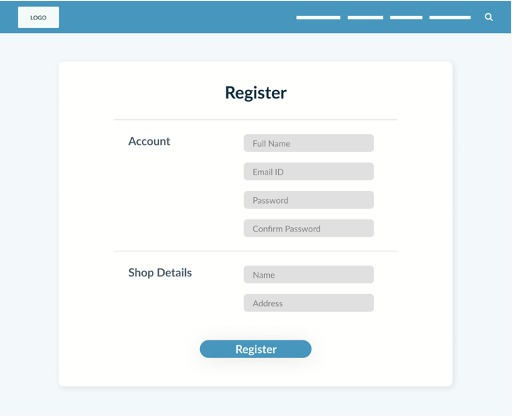 LOGO
Register
Account
Full Name
Email ID
Password
Confirm Password
Shop Details
Name
Address
Register